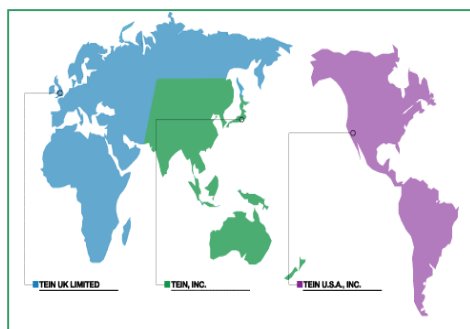 TEIN UK LIMITED
TEIN, INC.
TEIN U.S.A., INC.